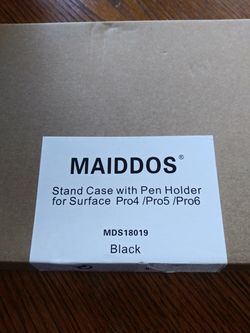 MAIDDOS®
Stand Case with Pen Holder
for Surface Pro4 /Pro5 /Pro6
MDS18019
Black